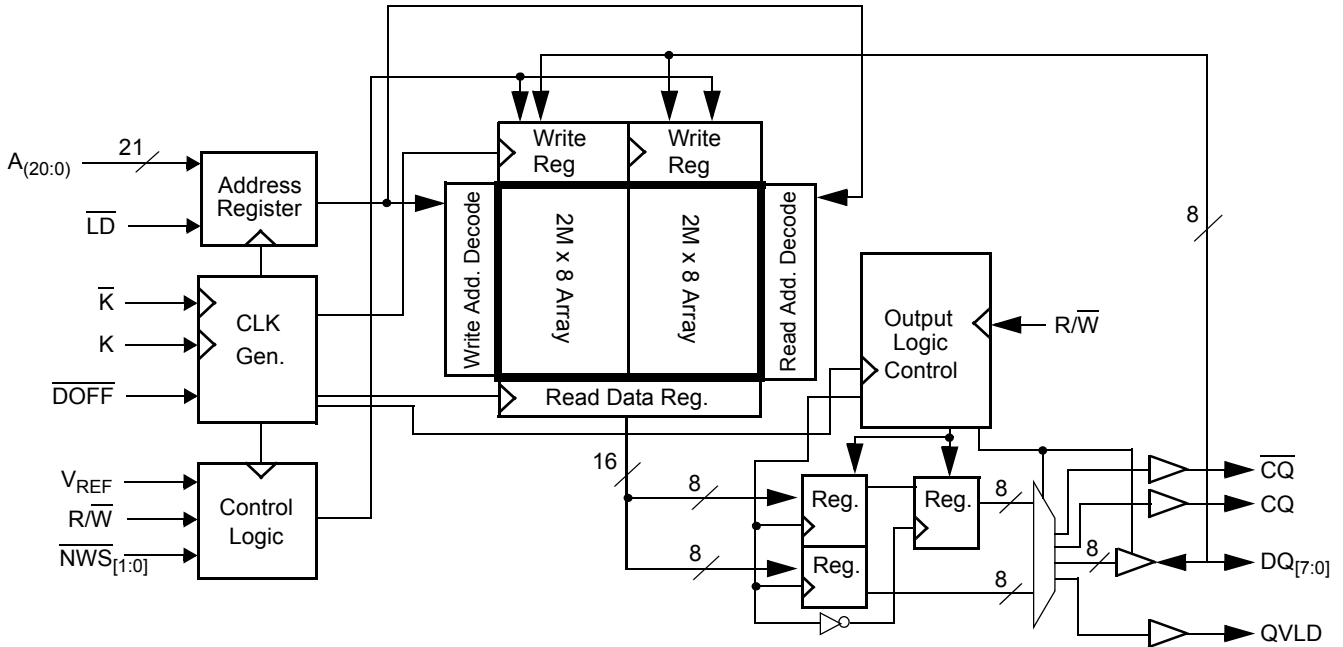 A(20:0)
21
LD
Address
Register
K
K
DOFF
CLK
Gen.
VREF
R/W
NWS[1:0]
Control
Logic
Write
Reg
Write
Reg
Write Add. Decode
2M x 8 Array
2M x 8 Array
Read Add. Decode
Read Data Reg.
16
8
8
Output
Logic
Control
R/W
8
Reg.
Reg.
Reg.
8
8
8
CQ
CQ
DQ[7:0]
QVLD